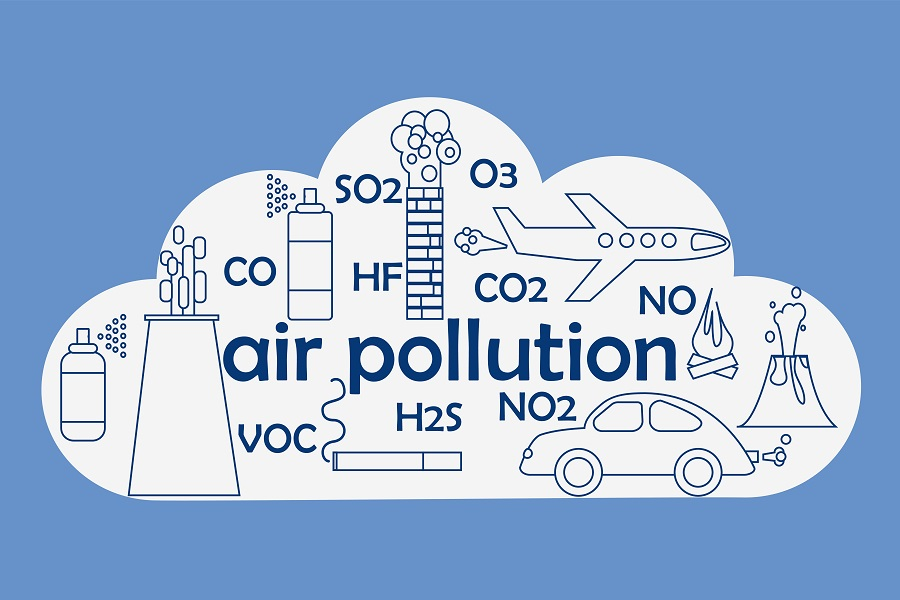 SO2
O3
CO
HF
CO2
NO
air pollution
VOC
H2S
NO2